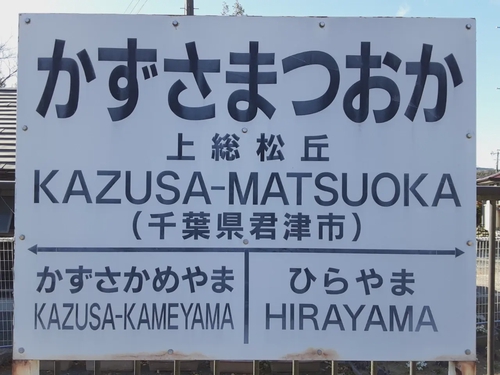 かずさまつおか
上総松丘
KAZUSA-MATSUOKA
(千葉県君津市)
かずさかめやま ひらやま
KAZUSA-KAMEYAMA HIRAYAMA